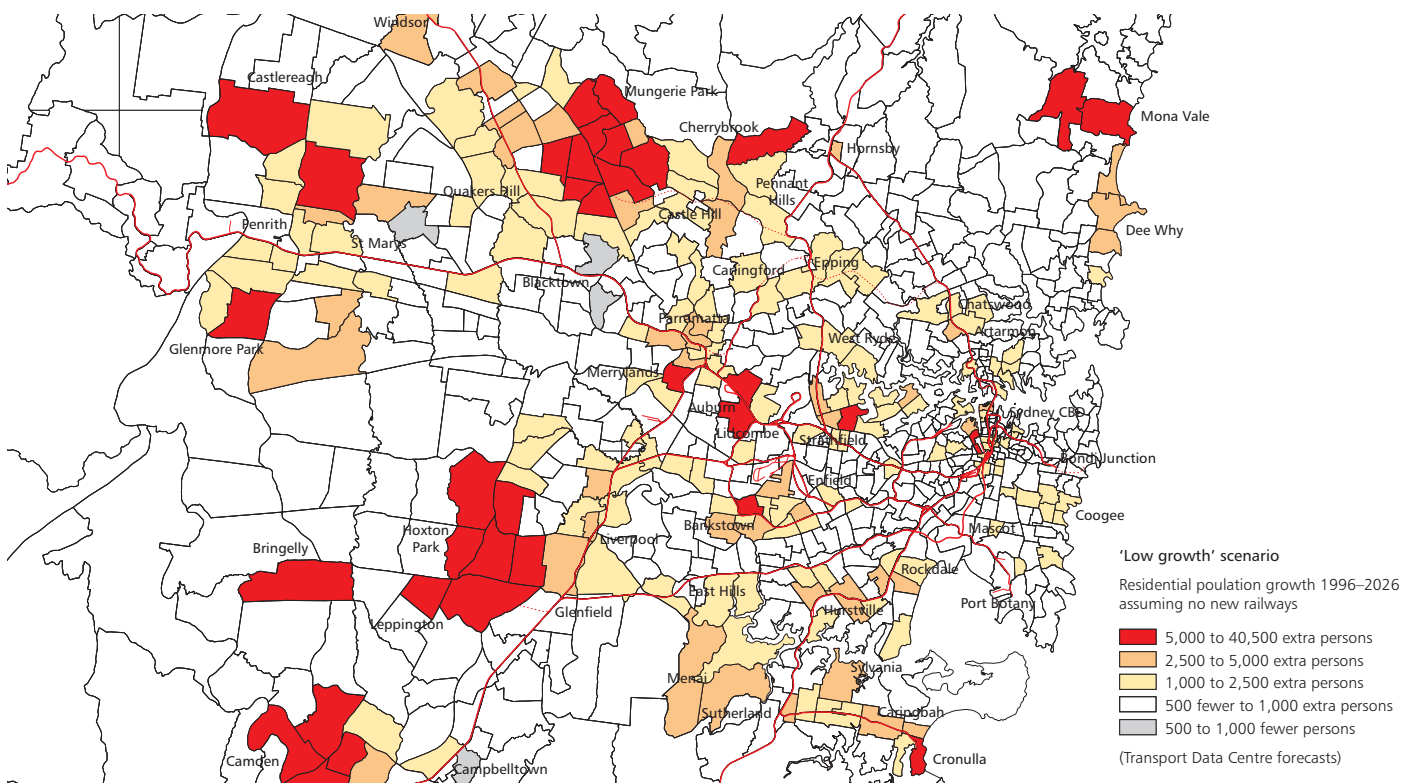 Windsor
Castlereagh
Mungerie Park
Mona Vale
Cherrybrook
Hornsby
Quakers Hill
Pennant
Hills
Castle Hill
Penrith
St Marys
Dee Why
Carlingford
Epping
Blacktown
Chatswood
Parramatta
Artarmon
West Ryde
Glenmore Park
Merrylands
Auburn
Sydney CBD
Lidcombe
Strathfield
Bondi Junction
Enfield
Coogee
Bankstown
Mascot
Hoxton
Park
Liverpool
Bringelly
Rockdale
East Hills
Port Botany
Glenfield
Hurstville
Leppington
Sylvania
Menai
Sutherland
Caringbah
Camden
Campbelltown
Cronulla
‘Low growth’ scenario
Residential poulation growth 1996–2026
assuming no new railways
5,000 to 40,500 extra persons
2,500 to 5,000 extra persons
1,000 to 2,500 extra persons
500 fewer to 1,000 extra persons
500 to 1,000 fewer persons
(Transport Data Centre forecasts)